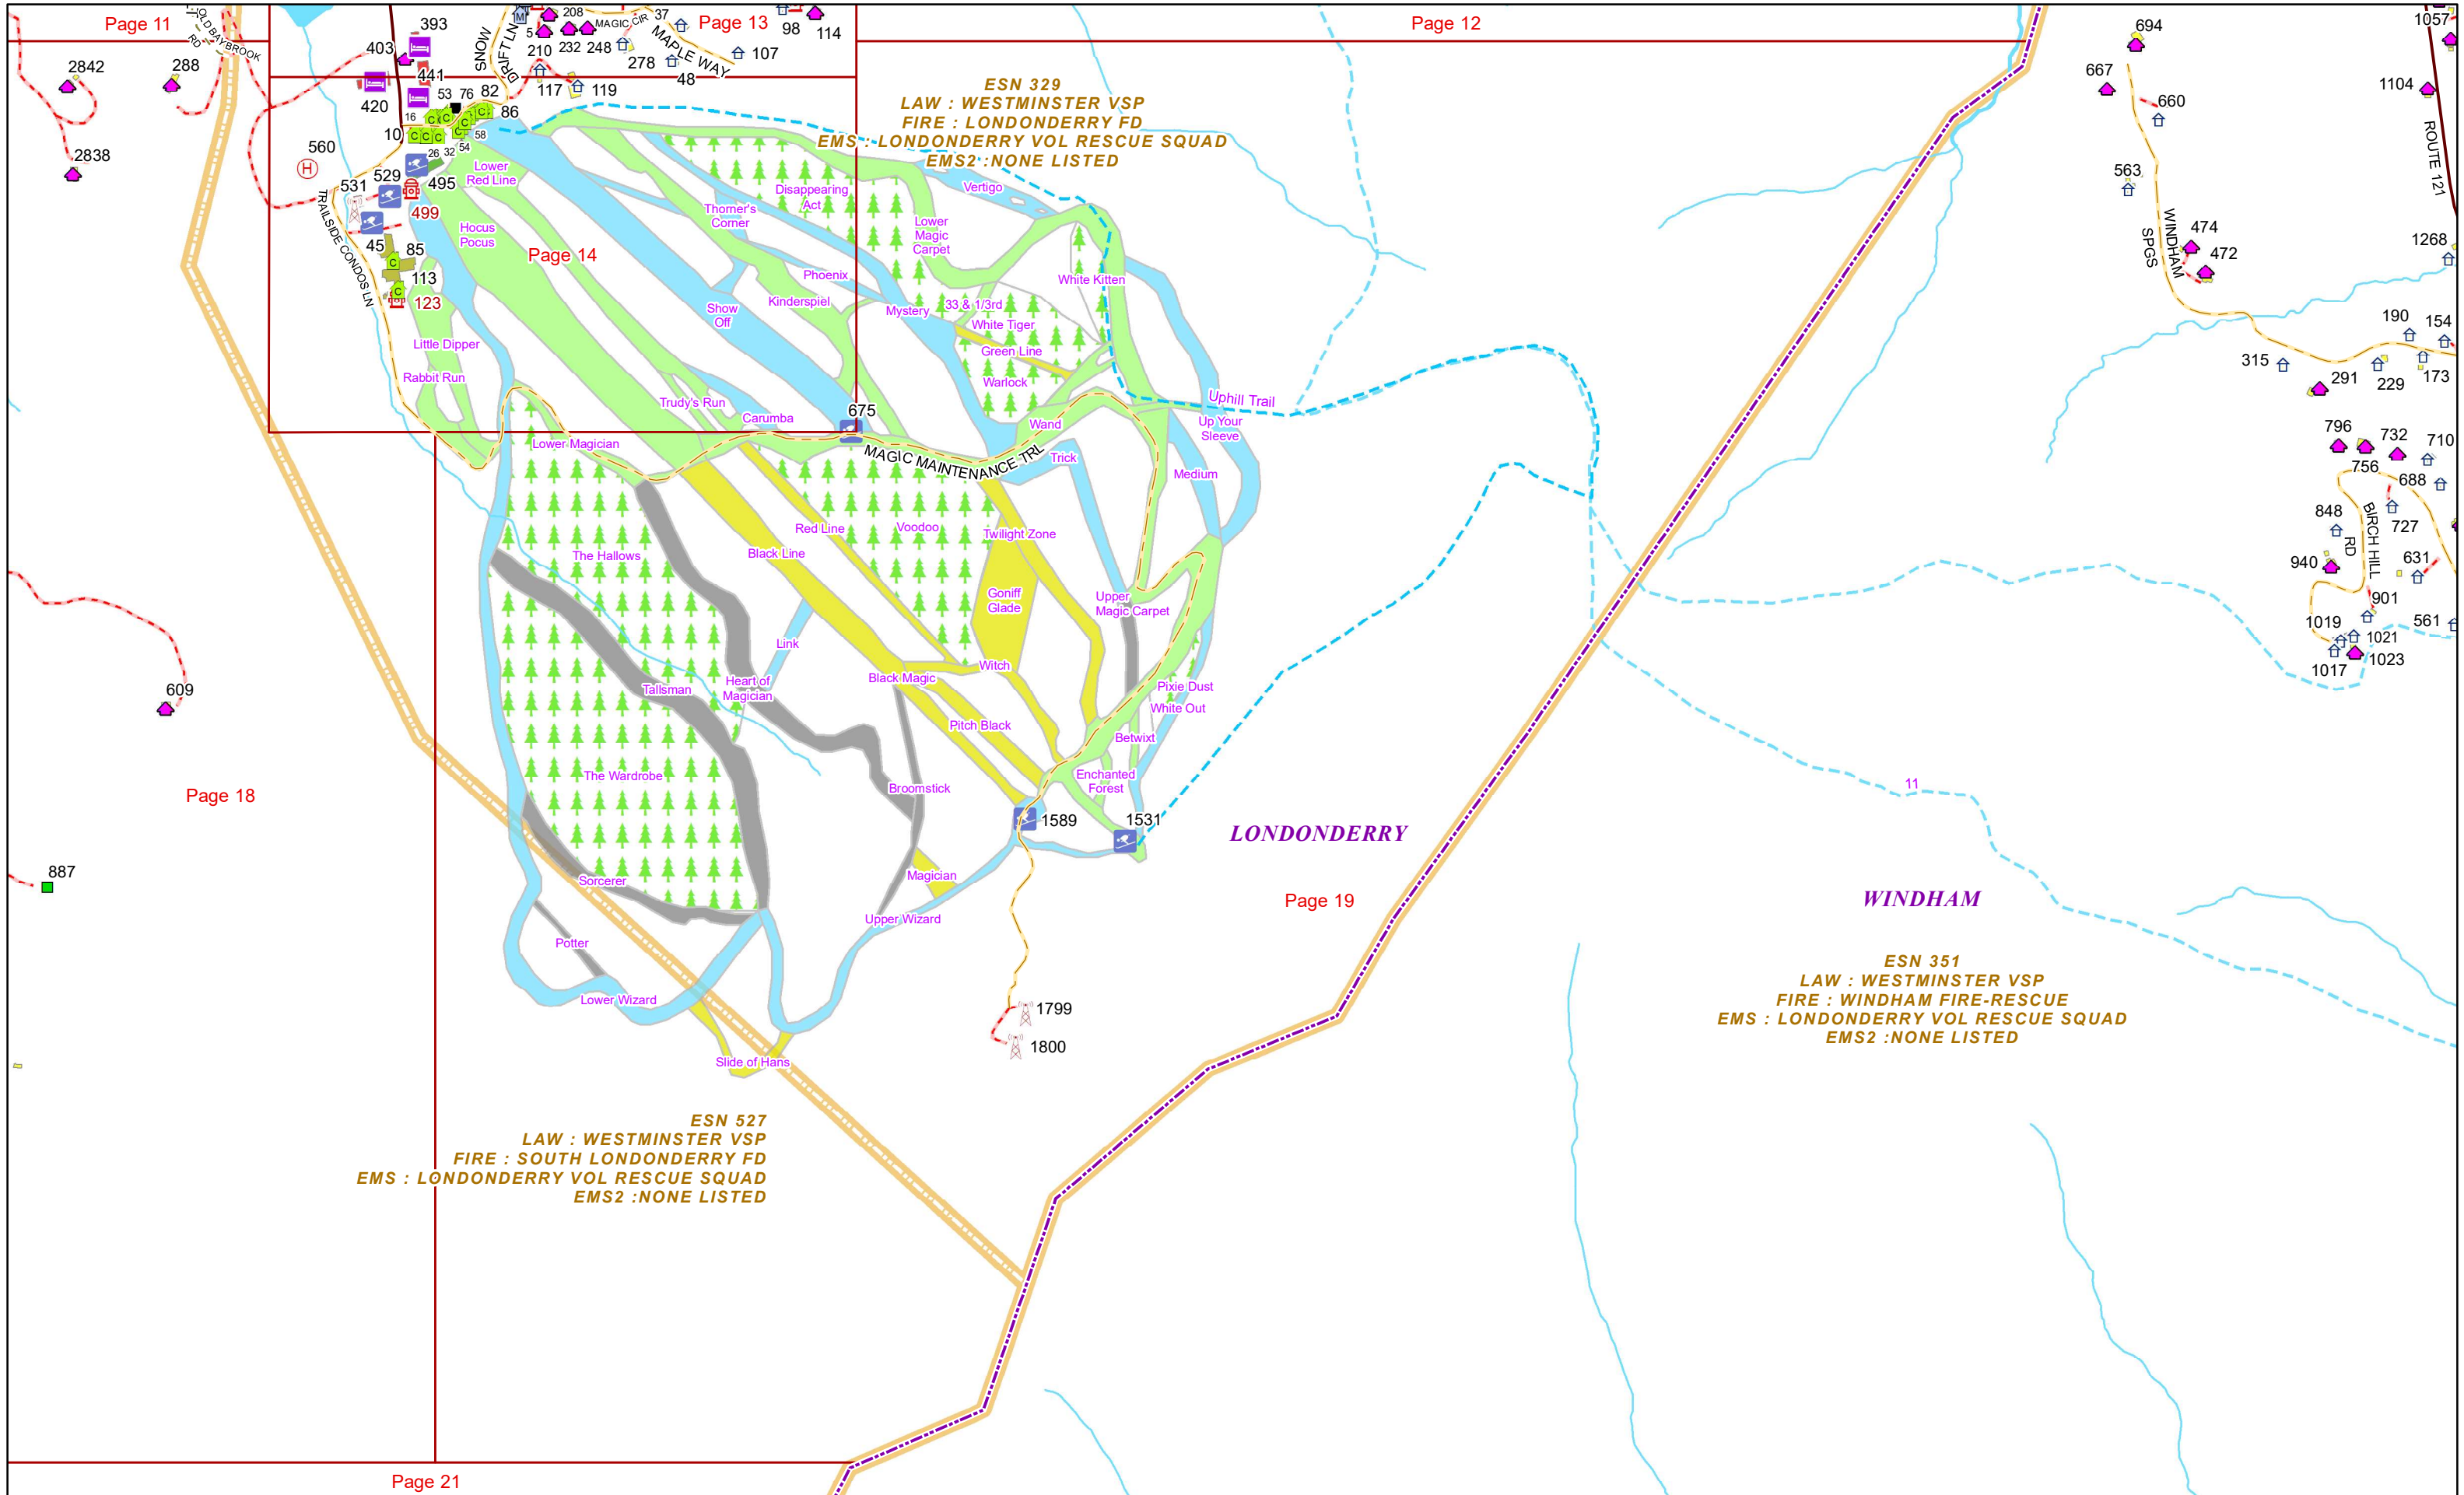 Page 11
Page 13
Page 12
OLD BAYBROOK
RD
2842
288
2838
393
403
441
420
SNOW
DRIFT LN
M
5
208
MAGIC CIR
37
210
232
248
MAPLE WAY
278
48
107
98
114
117
119
53
76
82
86
16
10
58
26
32
54
C
C
C
C
C
C
C
C
560
H
531
529
495
499
TRAILSIDE CONDOS LN
45
85
C
113
C
123
Page 14
ESN 329
LAW : WESTMINSTER VSP
FIRE : LONDONDERRY FD
EMS : LONDONDERRY VOL RESCUE SQUAD
EMS2 :NONE LISTED
Lower
Red Line
Hocus
Pocus
Disappearing
Act
Thorner's
Corner
Vertigo
Lower
Magic
Carpet
Phoenix
Kinderspiel
Show
Off
Mystery
White Kitten
33 & 1/3rd
White Tiger
Green Line
Warlock
Little Dipper
Rabbit Run
Trudy's Run
Carumba
675
Wand
Uphill Trail
Up Your
Sleeve
Lower Magician
MAGIC MAINTENANCE TRL
Trick
Medium
The Hallows
Red Line
Black Line
Voodoo
Twilight Zone
Goniff
Glade
Upper
Magic Carpet
Link
Witch
Black Magic
Tallsman
Heart of
Magician
Pitch Black
Pixie Dust
White Out
Betwixt
The Wardrobe
Broomstick
Enchanted
Forest
1589
1531
Sorcerer
Magician
Upper Wizard
Potter
Lower Wizard
Slide of Hans
1799
1800
609
Page 18
887
LONDONDERRY
Page 19
WINDHAM
11
ESN 351
LAW : WESTMINSTER VSP
FIRE : WINDHAM FIRE-RESCUE
EMS : LONDONDERRY VOL RESCUE SQUAD
EMS2 :NONE LISTED
ESN 527
LAW : WESTMINSTER VSP
FIRE : SOUTH LONDONDERRY FD
EMS : LONDONDERRY VOL RESCUE SQUAD
EMS2 :NONE LISTED
Page 21
694
667
660
563
WINDHAM
SPGS
474
472
1057
1104
ROUTE 121
1268
190
154
315
291
229
173
796
732
710
756
688
848
727
BIRCH HILL
RD
940
631
901
1019
1021
561
1017
1023